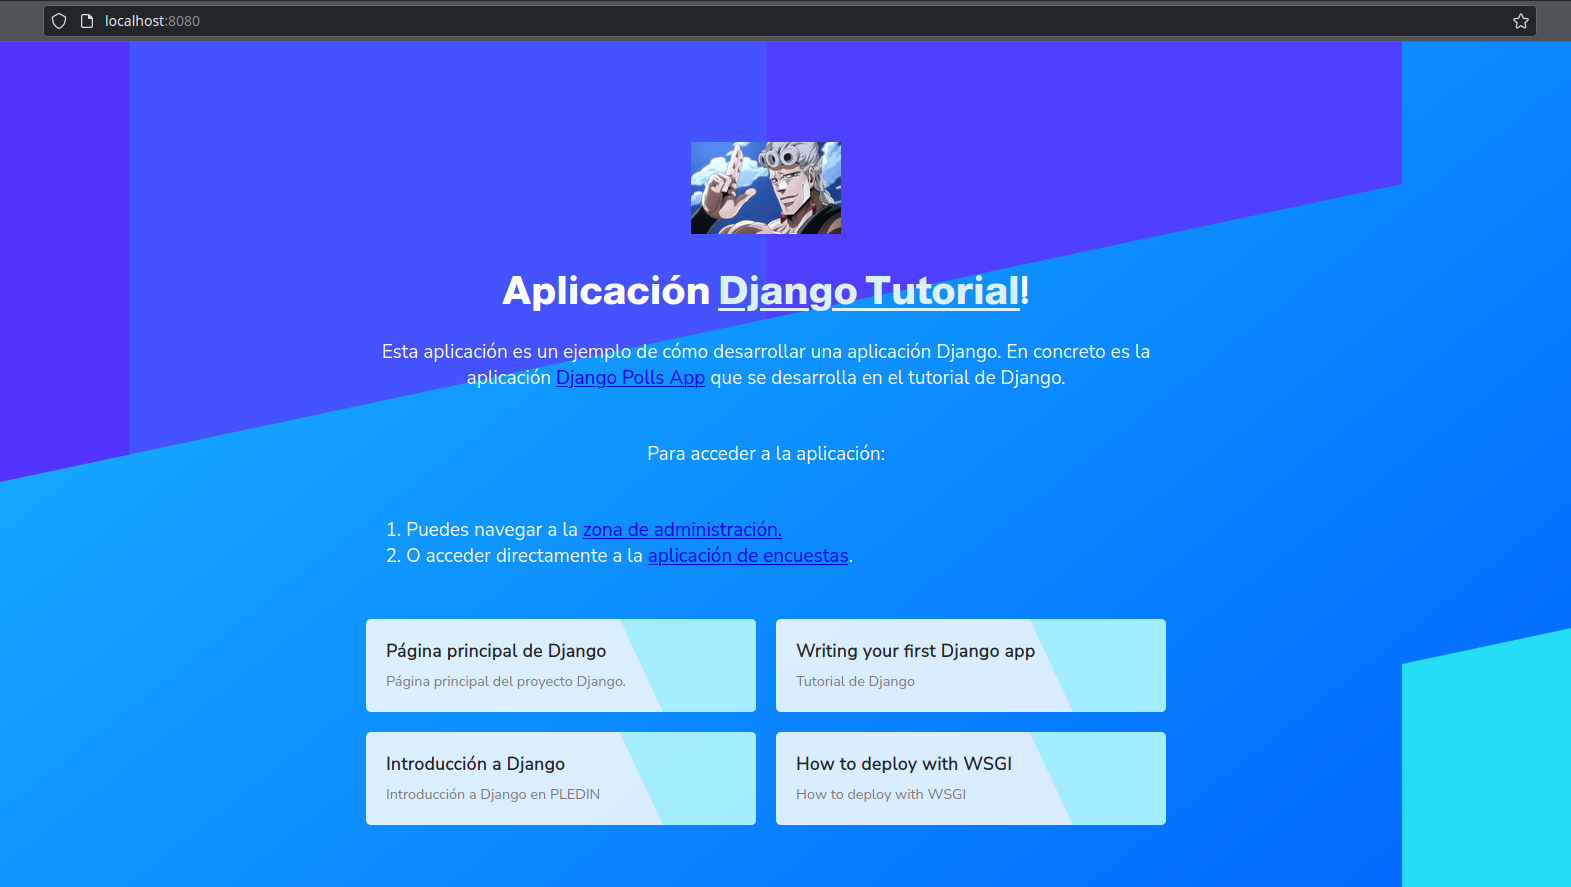 localhost:8080
Aplicación Django Tutorial!
Esta aplicación es un ejemplo de cómo desarrollar una aplicación Django. En concreto es la
aplicación Django Polls App que se desarrolla en el tutorial de Django.
Para acceder a la aplicación:
1. Puedes navegar a la zona de administración.
2. O acceder directamente a la aplicación de encuestas.
Página principal de Django
Página principal del proyecto Django.
Writing your first Django app
Tutorial de Django
Introducción a Django
Introducción a Django en PLEDIN
How to deploy with WSGI
How to deploy with WSGI